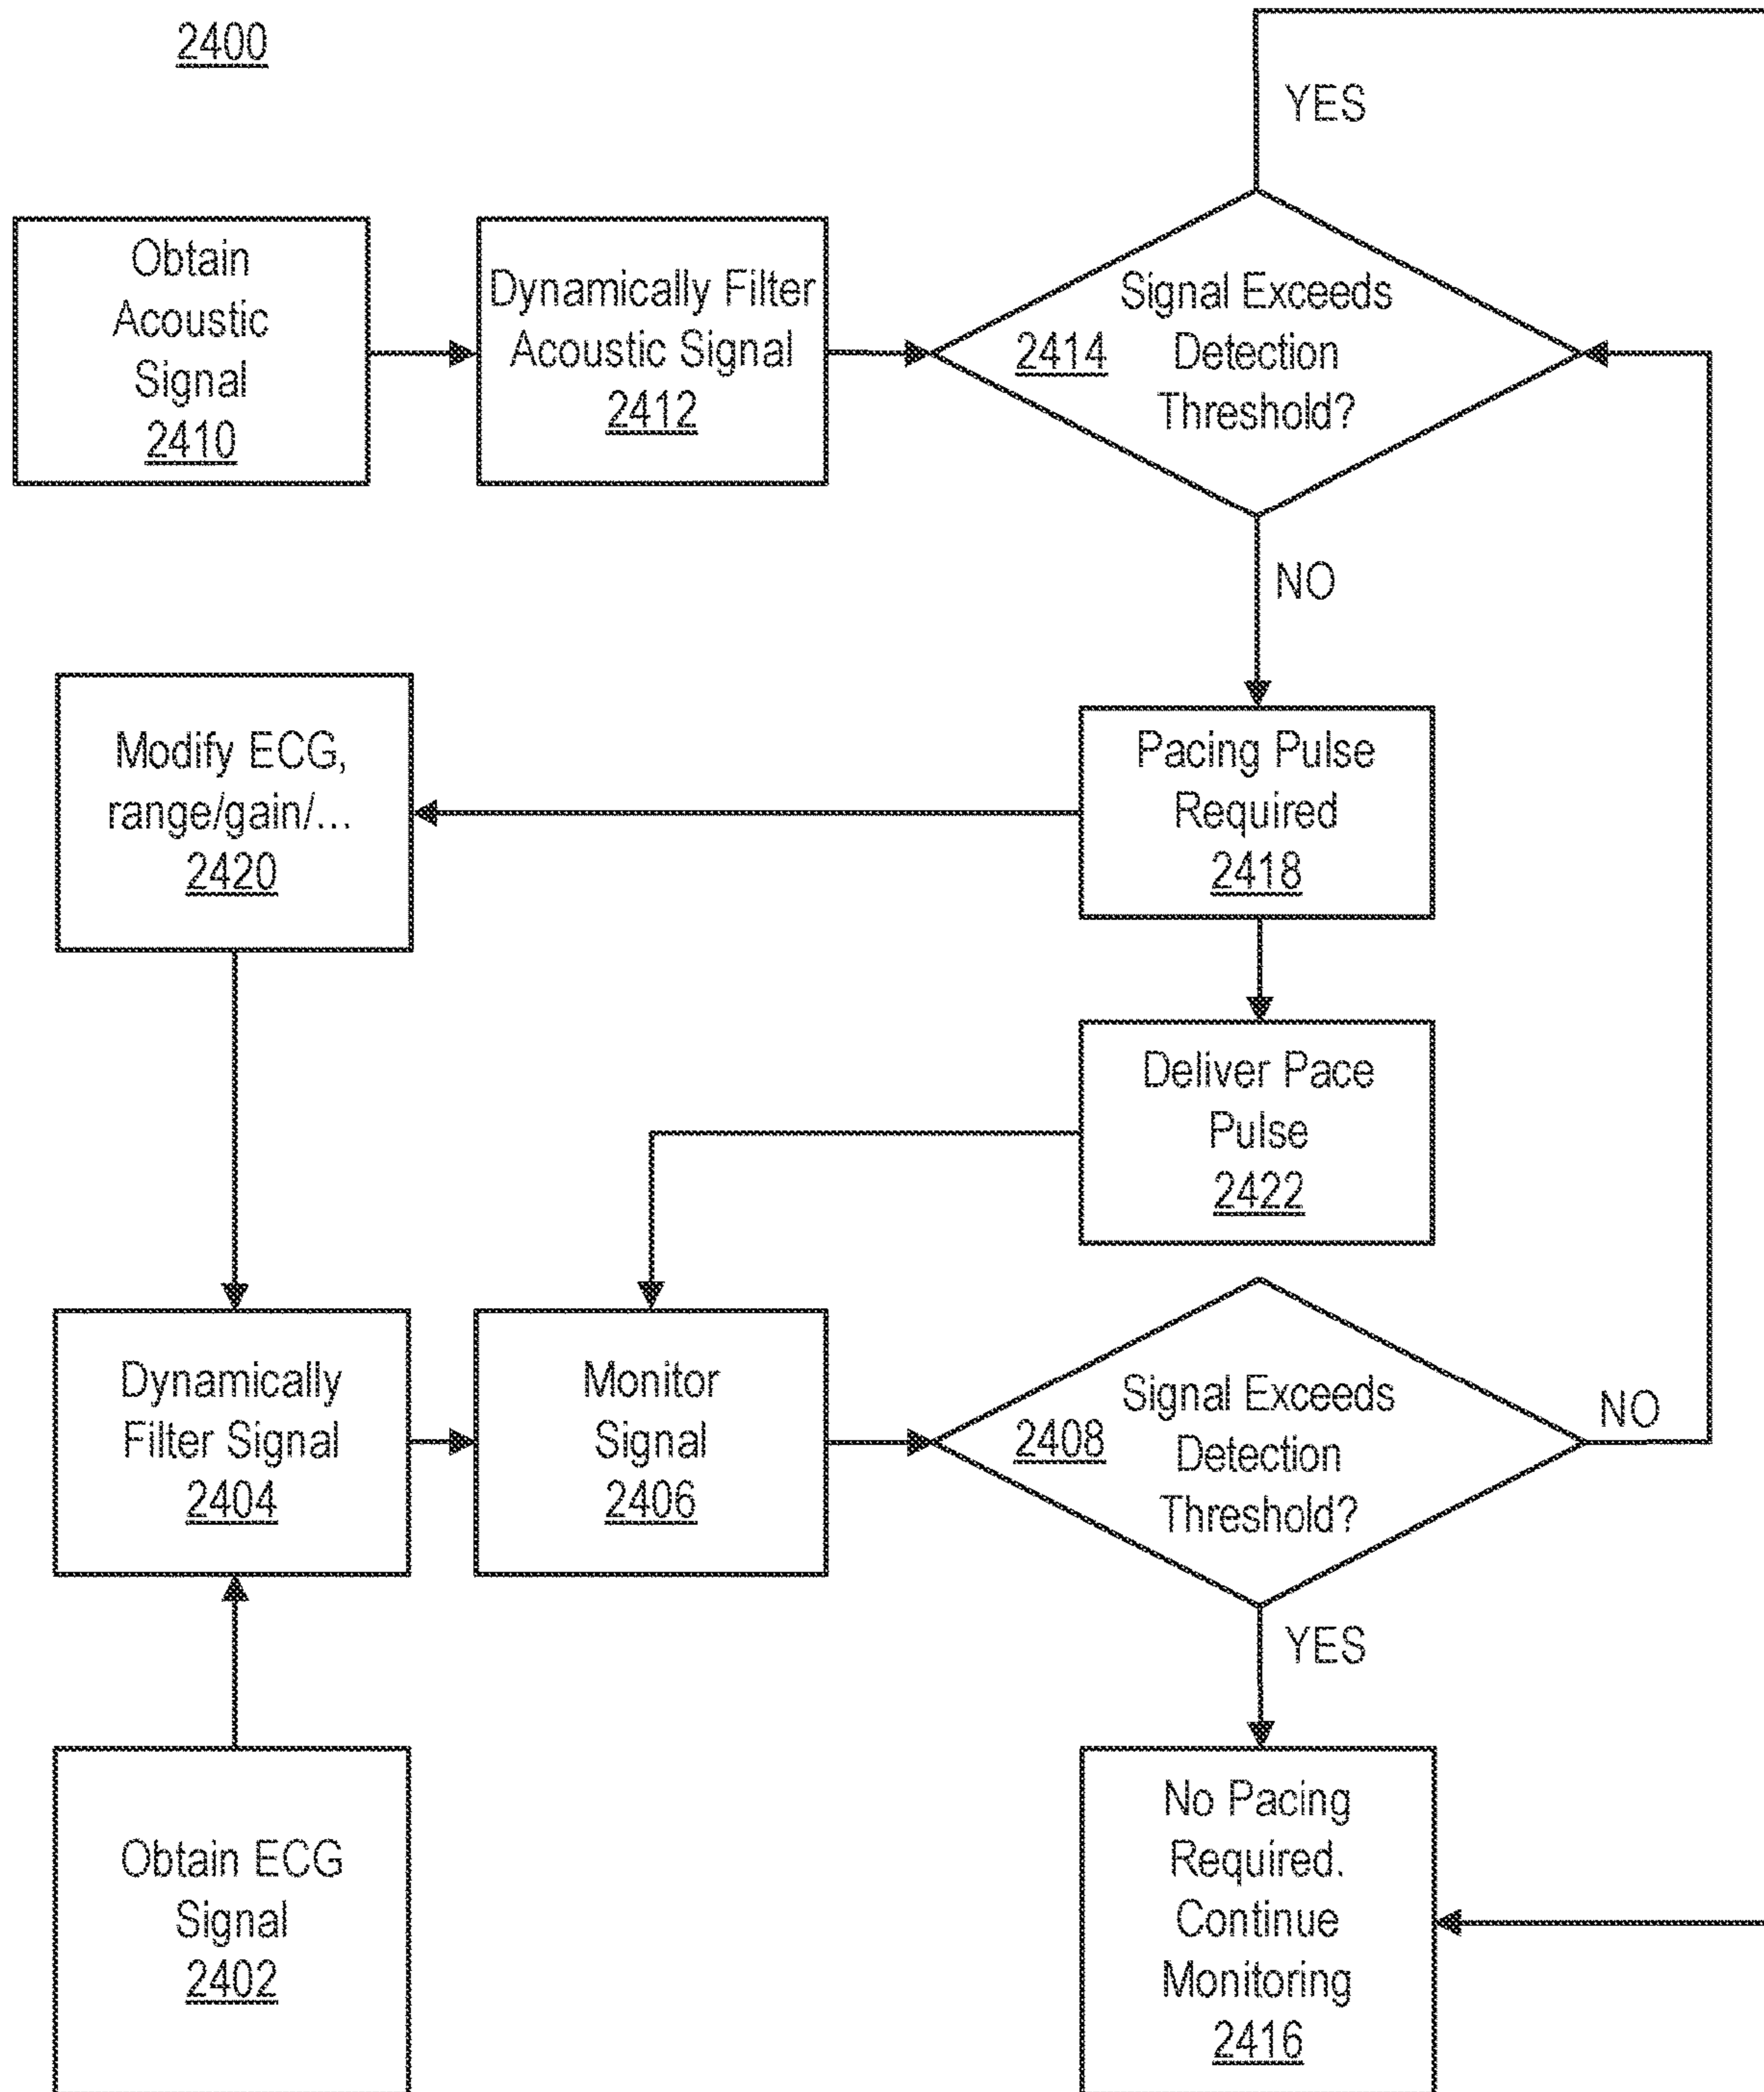 2400
YES
Obtain
Acoustic
Signal
2410
Dynamically Filter
Acoustic Signal
2412
Signal Exceeds
2414 Detection
Threshold?
NO
Modify ECG,
range/gain/...
2420
Pacing Pulse
Required
2418
Deliver Pace
Pulse
2422
Dynamically
Filter Signal
2404
Monitor
Signal
2406
Signal Exceeds
2408 Detection
Threshold?
NO
YES
Obtain ECG
Signal
2402
No Pacing
Required.
Continue
Monitoring
2416